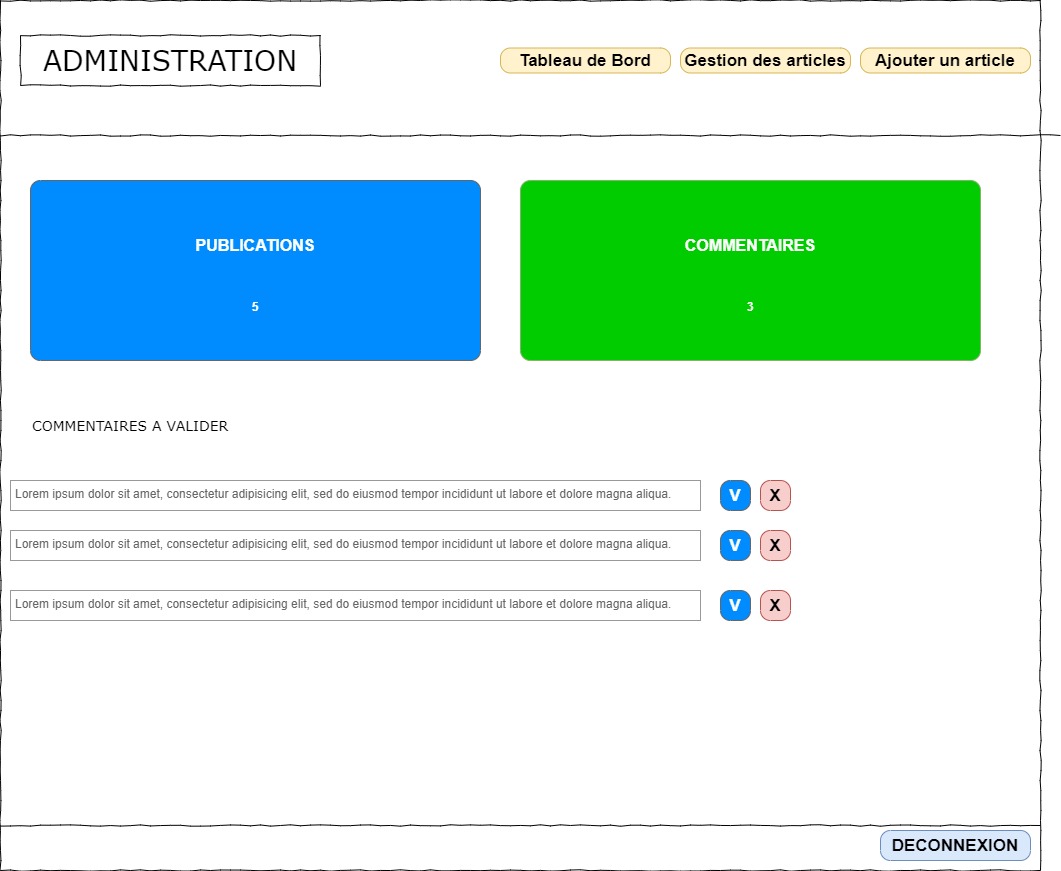 ADMINISTRATION
Tableau de Bord
Gestion des articles
Ajouter un article
PUBLICATIONS
5
COMMENTAIRES
3
COMMENTAIRES A VALIDER
Lorem ipsum dolor sit amet, consectetur adipisicing elit, sed do eiusmod tempor incididunt ut labore et dolore magna aliqua.
V
X
Lorem ipsum dolor sit amet, consectetur adipisicing elit, sed do eiusmod tempor incididunt ut labore et dolore magna aliqua.
V
X
Lorem ipsum dolor sit amet, consectetur adipisicing elit, sed do eiusmod tempor incididunt ut labore et dolore magna aliqua.
V
X
DECONNEXION